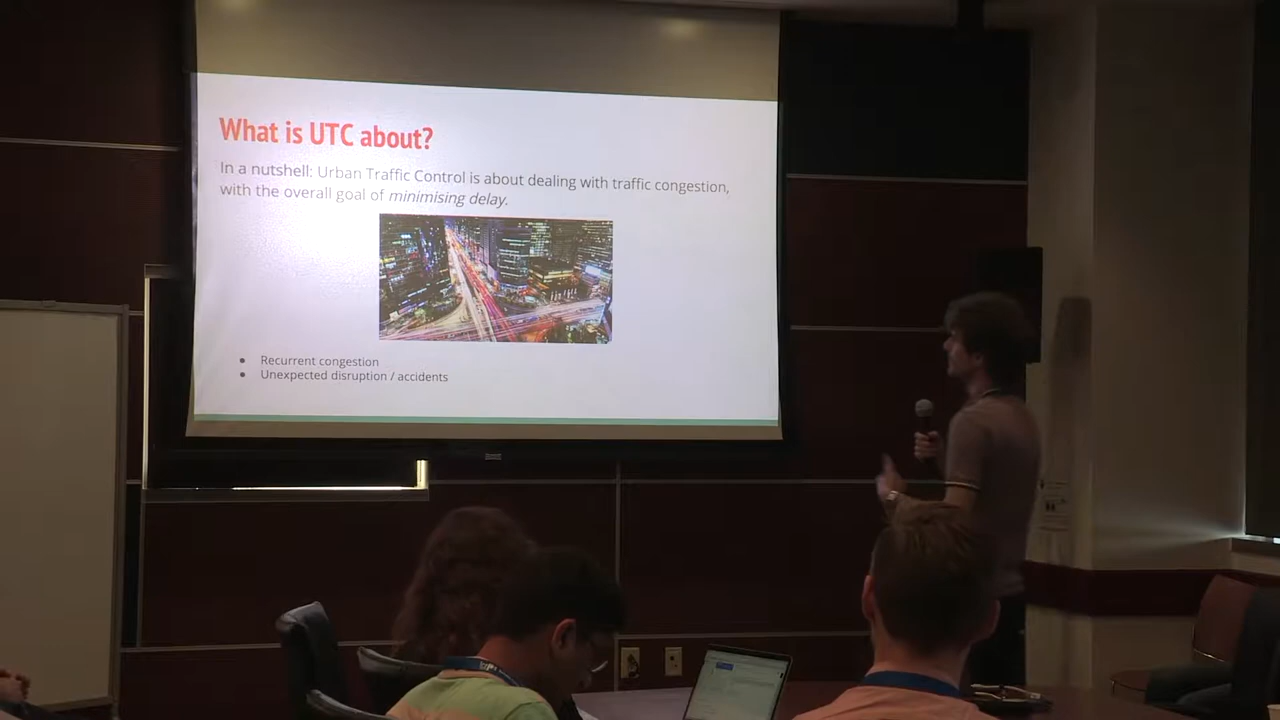 What is UTC about?
In a nutshell: Urban Traffic Control is about dealing with traffic congestion,
with the overall goal of minimising delay.
● Recurrent congestion
● Unexpected disruption / accidents